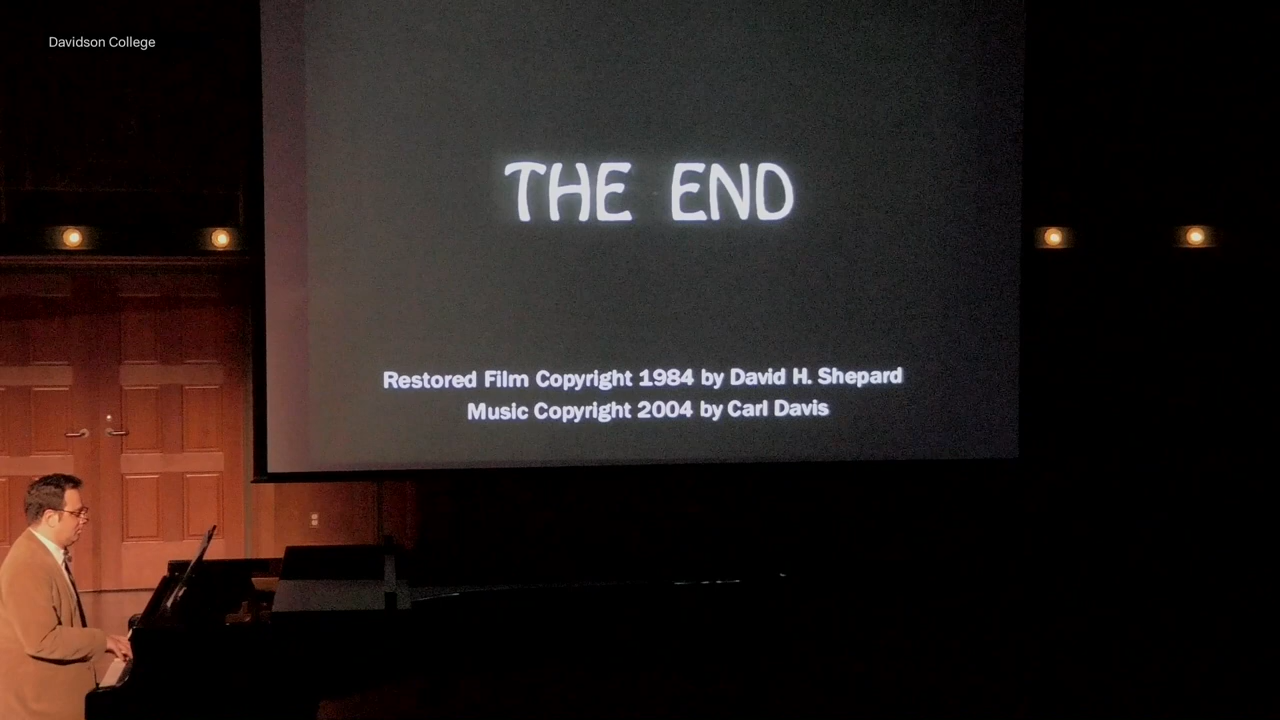 Davidson College
THE END
Restored Film Copyright 1984 by David H. Shepard
Music Copyright 2004 by Carl Davis